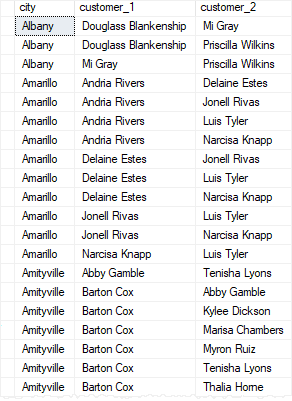 city customer_1 customer_2
Albany Douglass Blankenship Mi Gray
Albany Douglass Blankenship Priscilla Wilkins
Albany Mi Gray Priscilla Wilkins
Amarillo Andria Rivers Delaine Estes
Amarillo Andria Rivers Jonell Rivas
Amarillo Andria Rivers Luis Tyler
Amarillo Andria Rivers Narcisa Knapp
Amarillo Delaine Estes Jonell Rivas
Amarillo Delaine Estes Luis Tyler
Amarillo Delaine Estes Narcisa Knapp
Amarillo Jonell Rivas Luis Tyler
Amarillo Jonell Rivas Narcisa Knapp
Amarillo Narcisa Knapp Luis Tyler
Amityville Abby Gamble Tenisha Lyons
Amityville Barton Cox Abby Gamble
Amityville Barton Cox Kylee Dickson
Amityville Barton Cox Marisa Chambers
Amityville Barton Cox Myron Ruiz
Amityville Barton Cox Tenisha Lyons
Amityville Barton Cox Thalia Horne